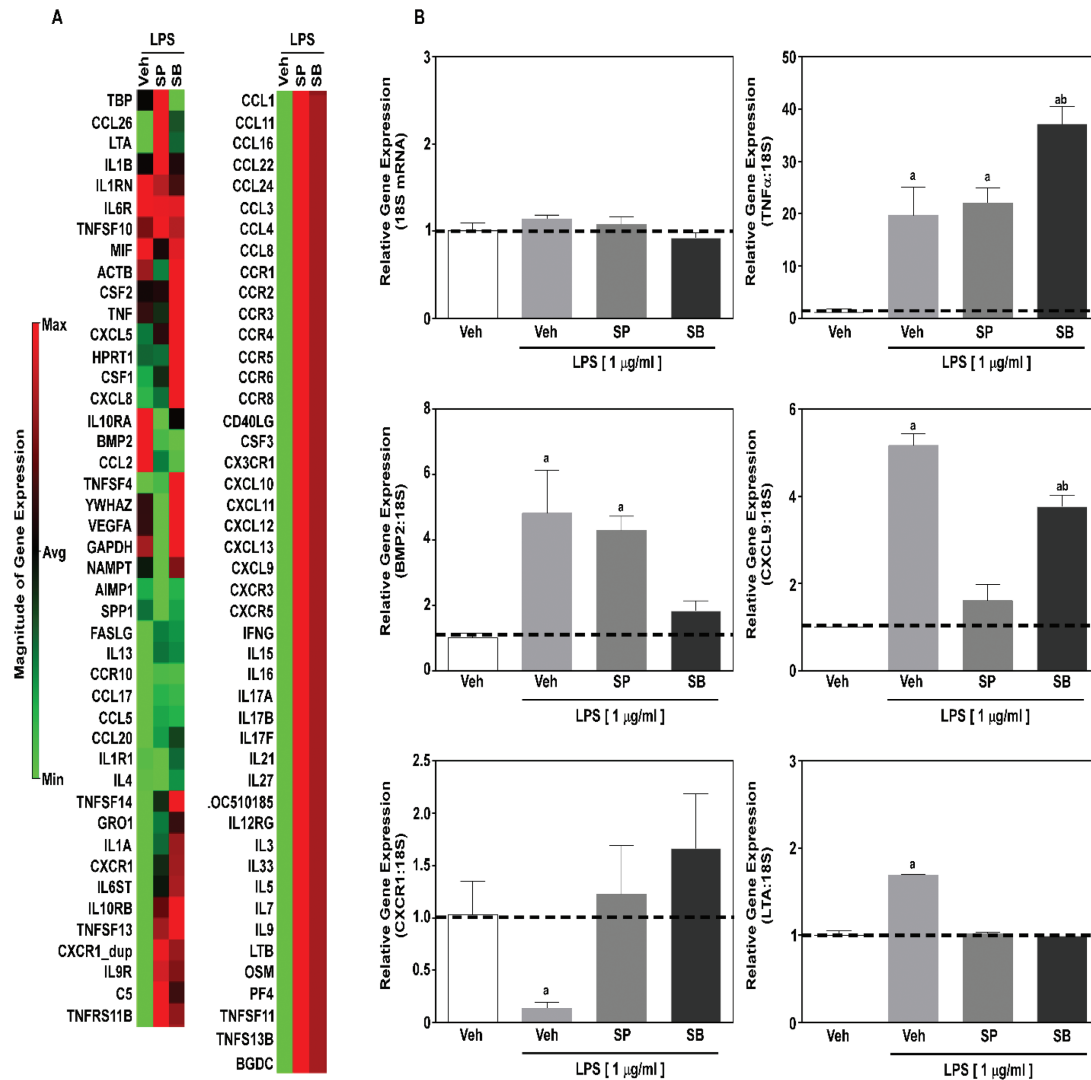 A
LPS
Veh
SP
SB
TBP
CCL26
LTA
IL1B
IL1RN
IL6R
TNFSF10
MIF
ACTB
CSF2
TNF
CXCL5
HPRT1
CSF1
CXCL8
IL10RA
BMP2
CCL2
TNFSF4
YWHAZ
VEGFA
GAPDH
NAMPT
AIMP1
SPP1
FASLG
IL13
CCR10
CCL17
CCL5
CCL20
IL1R1
IL4
TNFSF14
GRO1
IL1A
CXCR1
IL6ST
IL10RB
TNFSF13
CXCR1_dup
IL9R
C5
TNFRS11B
Magnitude of Gene Expression
Max
Avg
Min
LPS
Veh
SP
SB
CCL1
CCL11
CCL16
CCL22
CCL24
CCL3
CCL4
CCL8
CCR1
CCR2
CCR3
CCR4
CCR5
CCR6
CCR8
CD40LG
CSF3
CX3CR1
CXCL10
CXCL11
CXCL12
CXCL13
CXCL9
CXCR3
CXCR5
IFNG
IL15
IL16
IL17A
IL17B
IL17F
IL21
IL27
.OC510185
IL12RG
IL3
IL33
IL5
IL7
IL9
LTB
OSM
PF4
TNFSF11
TNFS13B
BGDC
B
Relative Gene Expression
(18S mRNA)
3
2
1
0
Veh Veh SP SB
LPS [ 1 μg/ml ]
Relative Gene Expression
(TNFα:18S)
50
40
30
20
10
0
a a ab
Veh Veh SP SB
LPS [ 1 μg/ml ]
Relative Gene Expression
(BMP2:18S)
8
6
4
2
0
a a
Veh Veh SP SB
LPS [ 1 μg/ml ]
Relative Gene Expression
(CXCL9:18S)
6
4
2
0
a ab
Veh Veh SP SB
LPS [ 1 μg/ml ]
Relative Gene Expression
(CXCR1:18S)
2.5
2.0
1.5
1.0
0.5
0.0
a
Veh Veh SP SB
LPS [ 1 μg/ml ]
Relative Gene Expression
(LTA:18S)
3
2
1
0
a
Veh Veh SP SB
LPS [ 1 μg/ml ]